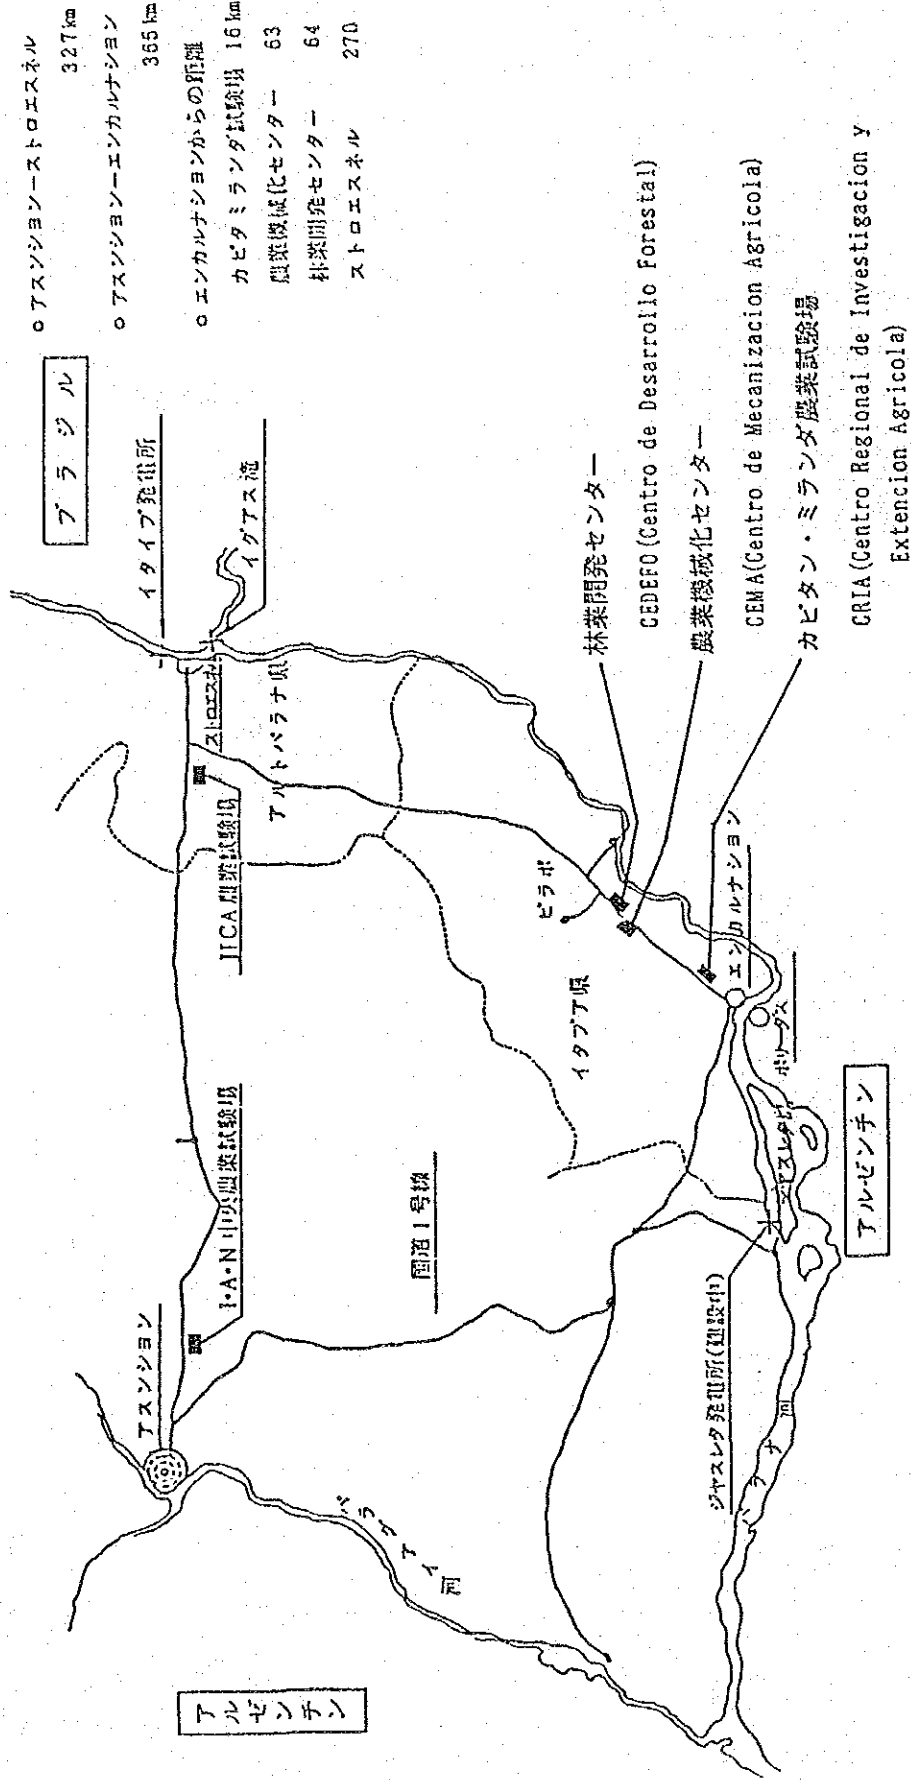 ○ アスンシヨンーストロエスネル
327km
○ アスンシヨンーエンカルナシヨン
365km
○ エンカルナシヨンからの距離
カピタミランダ試験場 16km
農業機械化センター 63
林業開発センター 64
ストロエスネル 270
ブラジル
イタイプ発電所
イグアス滝
ストロエスネル
アルトパラナ県
JICA農業試験場
I・A・N中央農業試験場
アスンシヨン
国道1号線
パラグアイ河
アルゼンチン
ピラポ
イタプア県
林業開発センター
CEDEFO(Centro de Desarrollo Forestal)
農業機械化センター
CEMA(Centro de Mecanizacion Agricola)
カピタン・ミランダ農業試験場
CRIA(Centro Regional de Investigacion y
Extencion Agricola)
エンカルナシヨン
ポサーダス
ジャスレタ発電所(建設中)
パラナ河
アルゼンチン